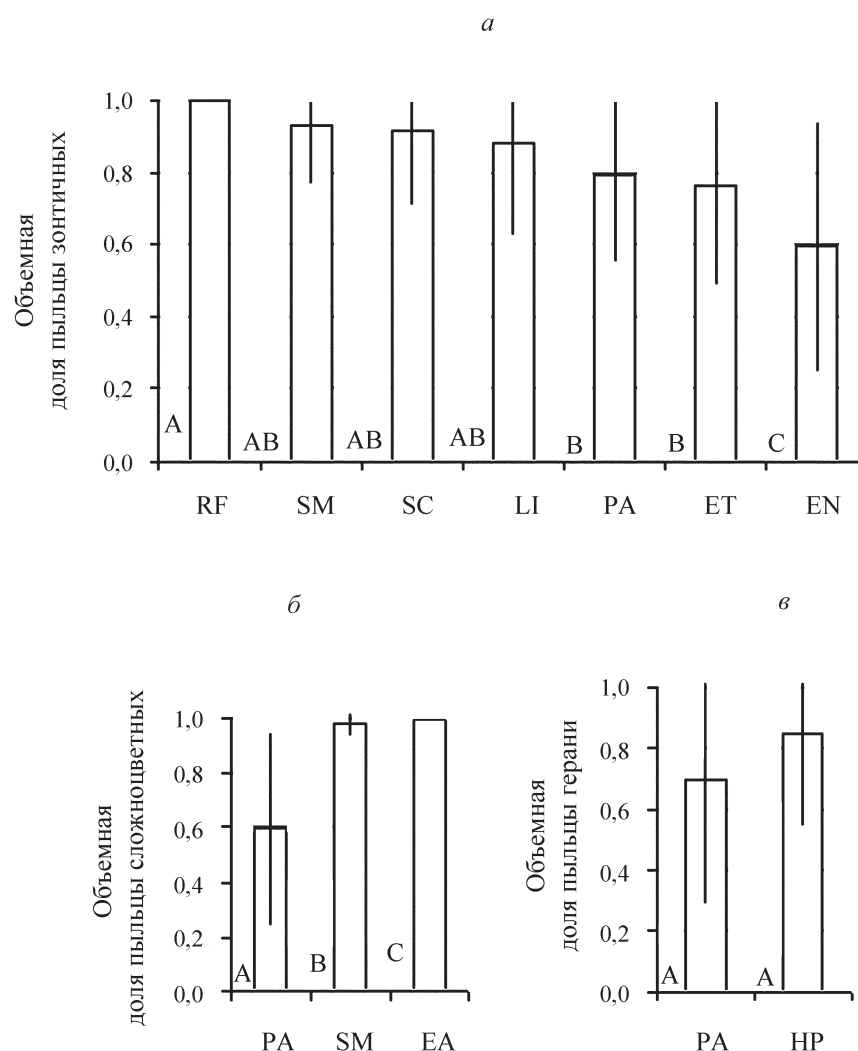 а
Объемная
доля пыльцы зонтичных
1,0
0,8
0,6
0,4
0,2
0,0
A AB AB AB B B C
RF SM SC LI PA ET EN
б
Объемная
доля пыльцы сложноцветных
1,0
0,8
0,6
0,4
0,2
0,0
A B C
PA SM EA
в
Объемная
доля пыльцы герани
1,0
0,8
0,6
0,4
0,2
0,0
A A
PA HP